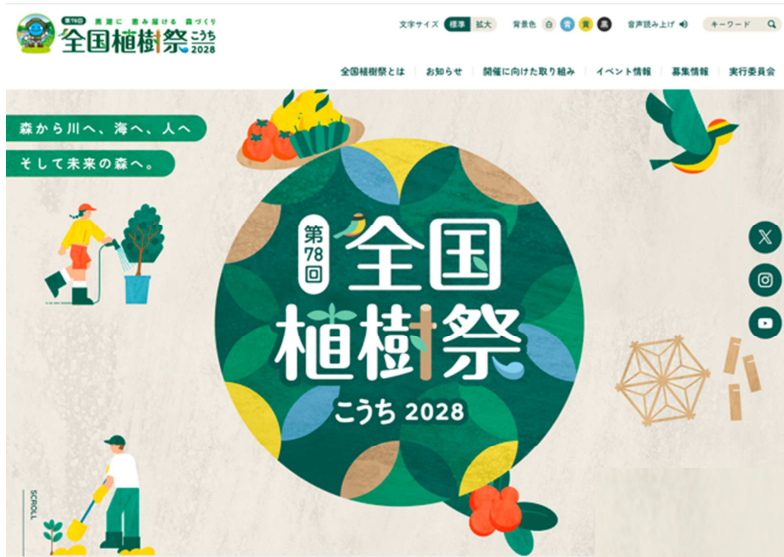 第78回
黒潮に 恵み届ける 森づくり
全国植樹祭 こうち 2028
文字サイズ 標準 拡大
背景色 白 青 黄 黒
音声読み上げ
キーワード
全国植樹祭とは
お知らせ
開催に向けた取り組み
イベント情報
募集情報
実行委員会
森から川へ、海へ、人へ
そして未来の森へ。
第78回
全国
植樹祭
こうち 2028
SCROLL